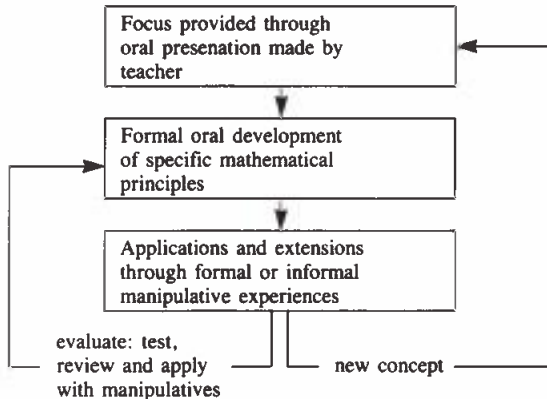 Focus provided through
oral presenation made by
teacher
Formal oral development
of specific mathematical
principles
Applications and extensions
through formal or informal
manipulative experiences
evaluate: test,
review and apply
with manipulatives
new concept